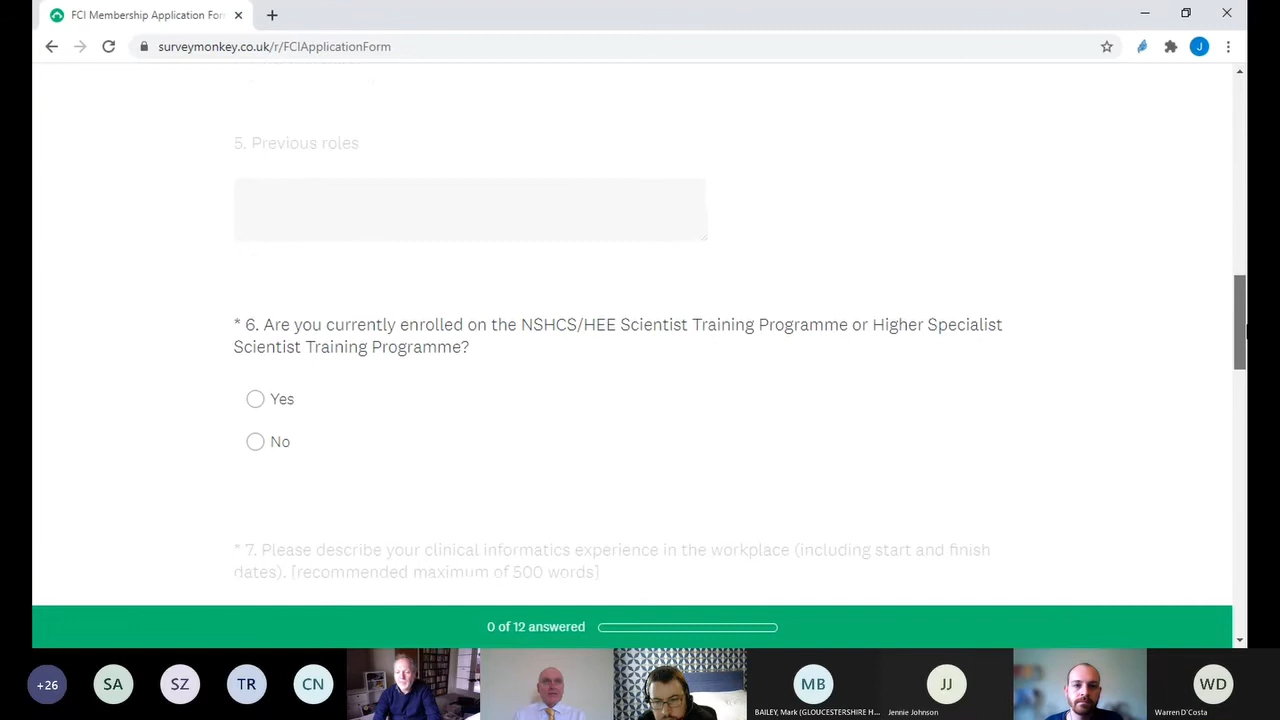 FCI Membership Application For
surveymonkey.co.uk/r/FCIApplicationForm
J
5. Previous roles
* 6. Are you currently enrolled on the NSHCS/HEE Scientist Training Programme or Higher Specialist
Scientist Training Programme?
Yes
No
* 7. Please describe your clinical informatics experience in the workplace (including start and finish
dates). [recommended maximum of 500 words]
0 of 12 answered
+26
SA
SZ
TR
CN
MB
JJ
WD
BAILEY, Mark (GLOUCESTERSHIRE H...
Jennie Johnson
Warren D'Costa